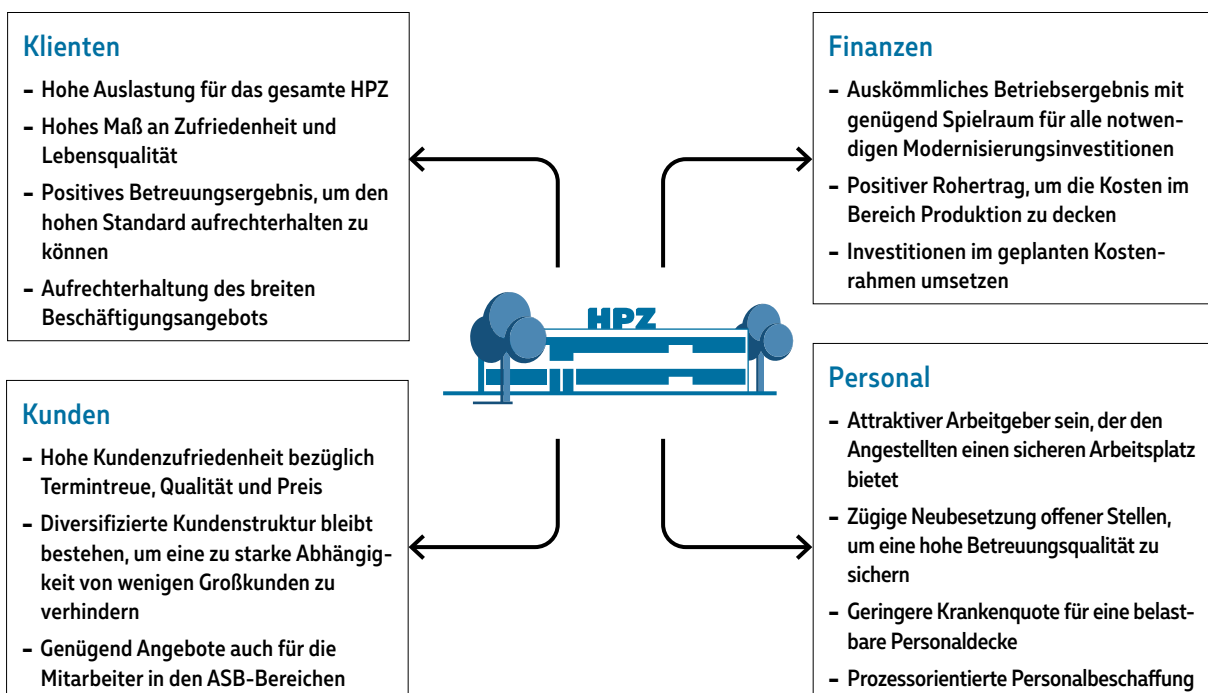 Klienten
– Hohe Auslastung für das gesamte HPZ
– Hohes Maß an Zufriedenheit und
Lebensqualität
– Positives Betreuungsergebnis, um den
hohen Standard aufrechterhalten zu
können
– Aufrechterhaltung des breiten
Beschäftigungsangebots
Finanzen
– Auskömmliches Betriebsergebnis mit
genügend Spielraum für alle notwen-
digen Modernisierungsinvestitionen
– Positiver Rohertrag, um die Kosten im
Bereich Produktion zu decken
– Investitionen im geplanten Kosten-
rahmen umsetzen
HPZ
Kunden
– Hohe Kundenzufriedenheit bezüglich
Termintreue, Qualität und Preis
– Diversifizierte Kundenstruktur bleibt
bestehen, um eine zu starke Abhängig-
keit von wenigen Großkunden zu
verhindern
– Genügend Angebote auch für die
Mitarbeiter in den ASB-Bereichen
Personal
– Attraktiver Arbeitgeber sein, der den
Angestellten einen sicheren Arbeitsplatz
bietet
– Zügige Neubesetzung offener Stellen,
um eine hohe Betreuungsqualität zu
sichern
– Geringere Krankenquote für eine belast-
bare Personaldecke
– Prozessorientierte Personalbeschaffung